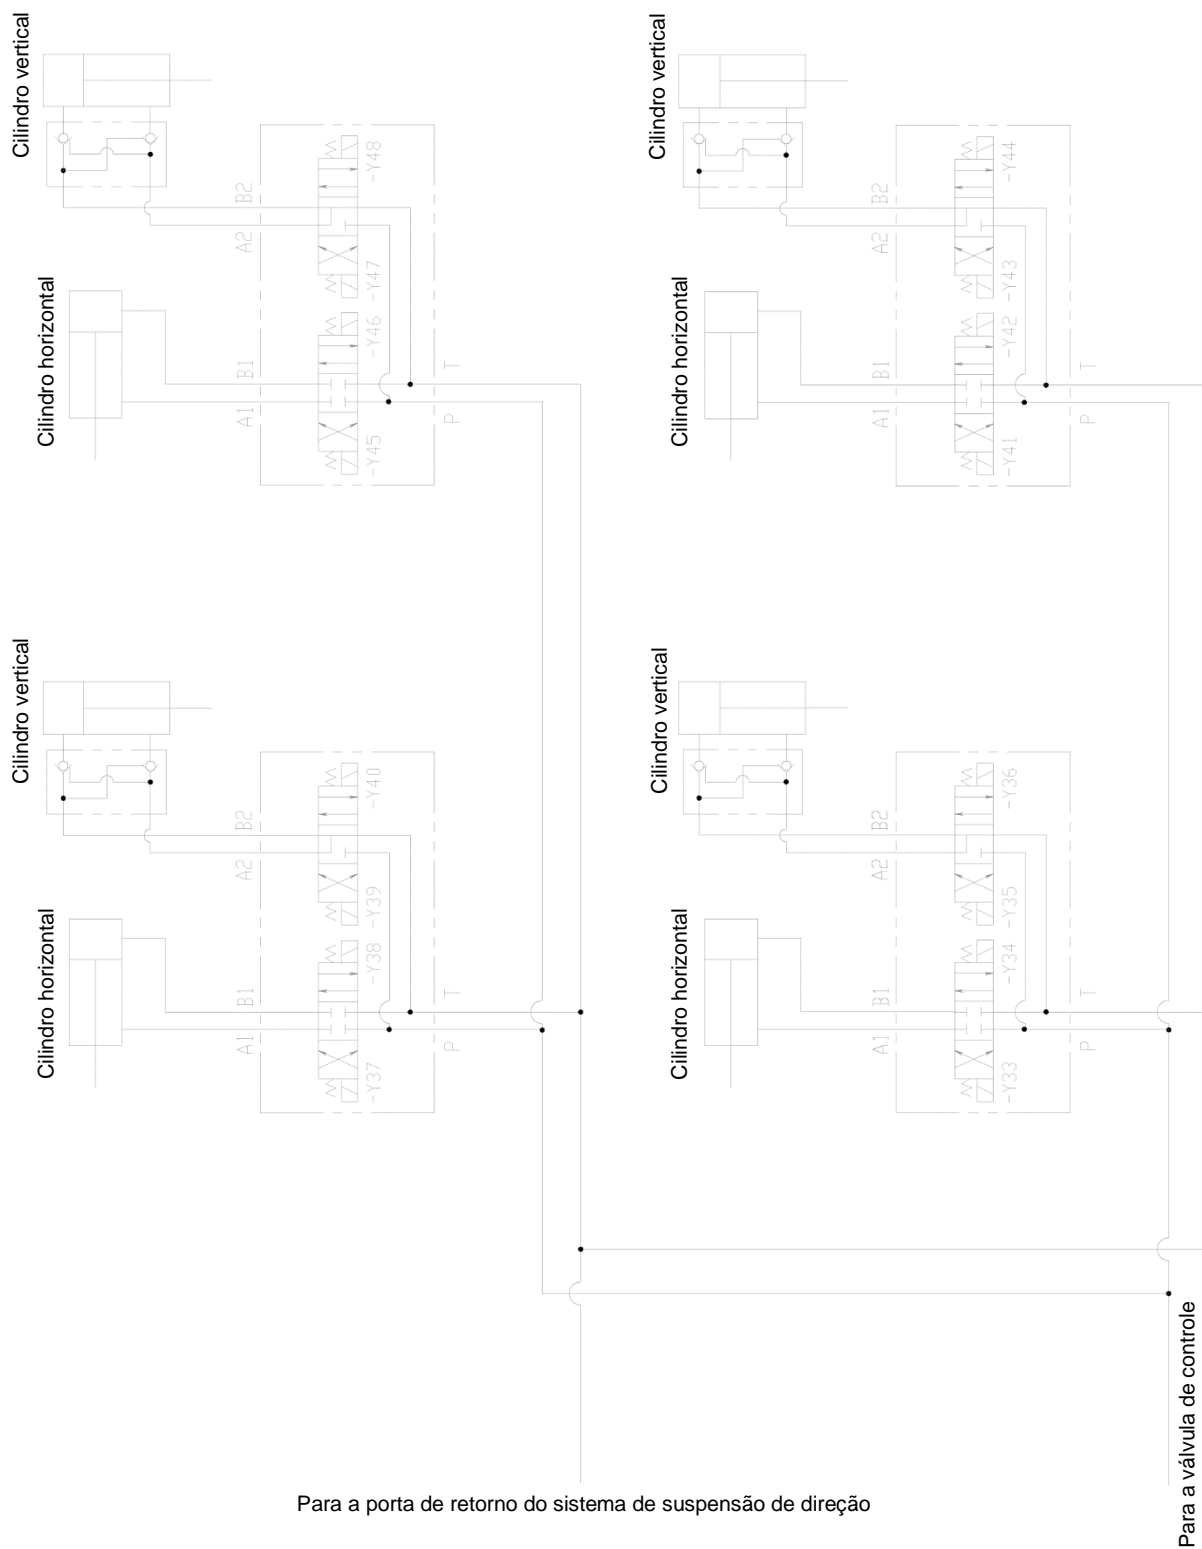 Cilindro vertical
Cilindro horizontal
A1
B1
A2
B2
P
T
-Y45
-Y46
-Y47
-Y48
Cilindro vertical
Cilindro horizontal
A1
B1
A2
B2
P
T
-Y41
-Y42
-Y43
-Y44
Cilindro vertical
Cilindro horizontal
A1
B1
A2
B2
P
T
-Y37
-Y38
-Y39
-Y40
Cilindro vertical
Cilindro horizontal
A1
B1
A2
B2
P
T
-Y33
-Y34
-Y35
-Y36
Para a porta de retorno do sistema de suspensão de direção
Para a válvula de controle